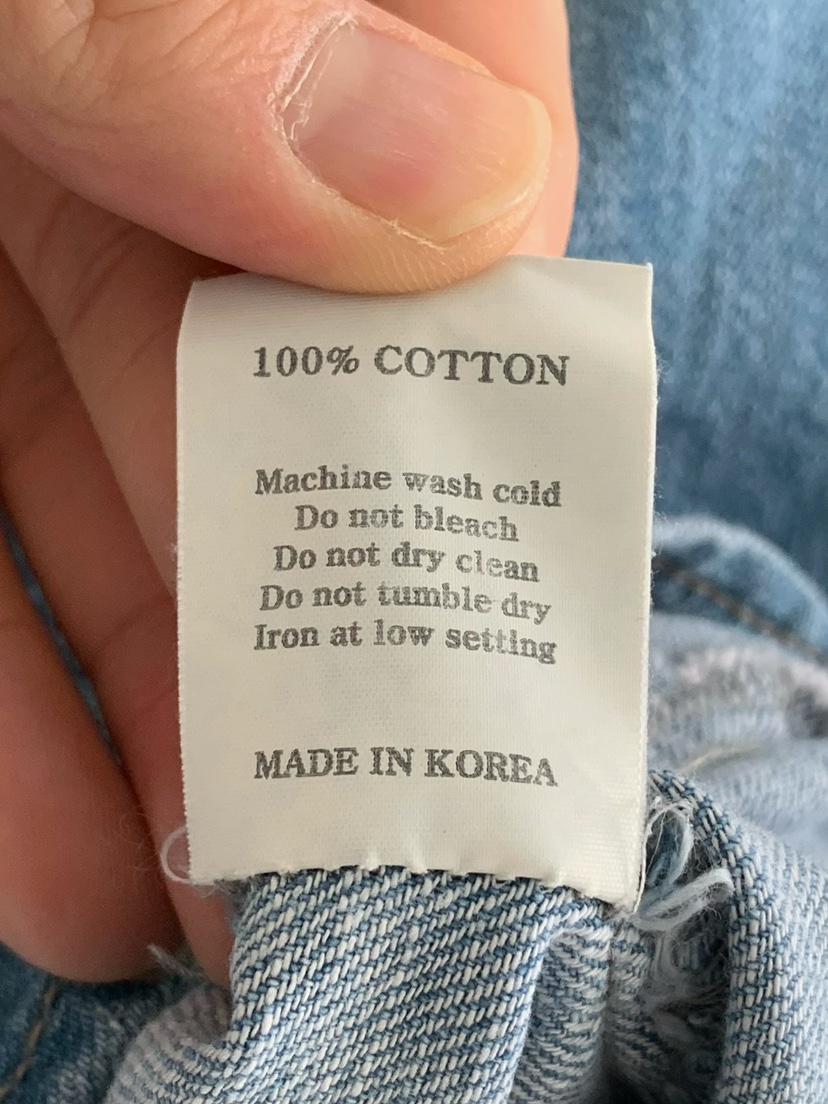 100% COTTON
Machine wash cold
Do not bleach
Do not dry clean
Do not tumble dry
Iron at low setting
MADE IN KOREA